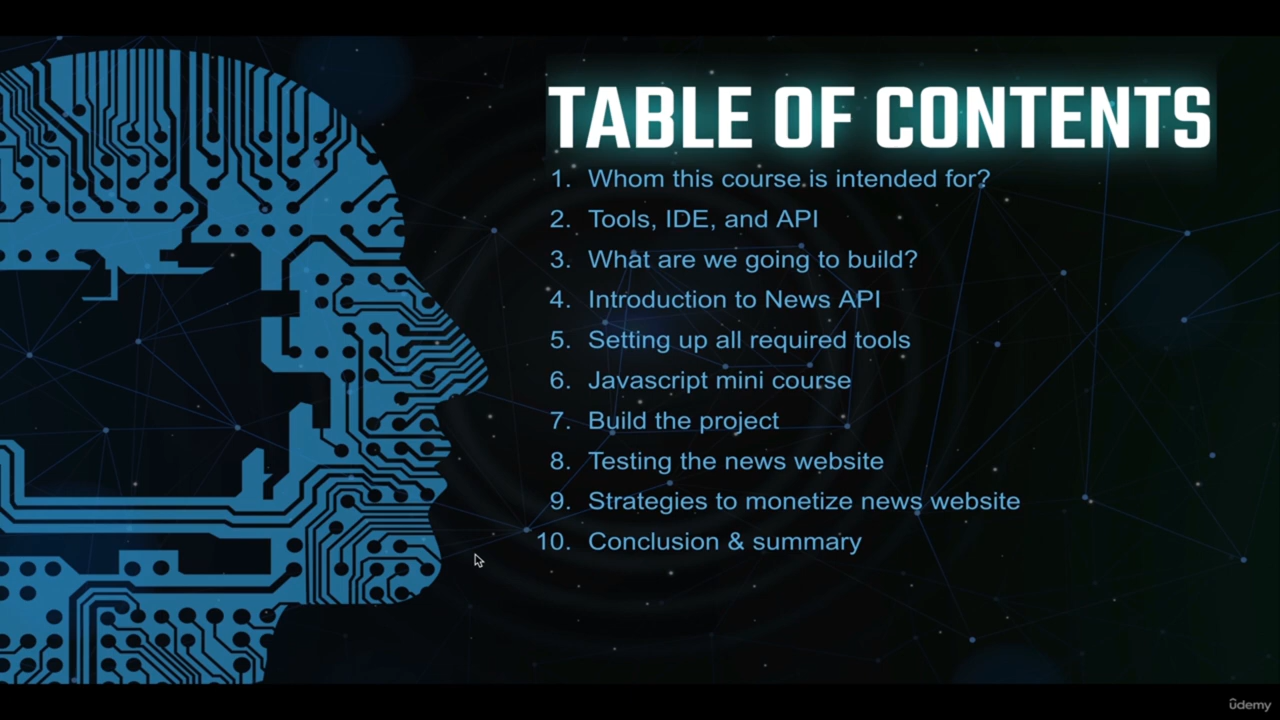 TABLE OF CONTENTS
1. Whom this course is intended for?
2. Tools, IDE, and API
3. What are we going to build?
4. Introduction to News API
5. Setting up all required tools
6. Javascript mini course
7. Build the project
8. Testing the news website
9. Strategies to monetize news website
10. Conclusion & summary
ûdemy